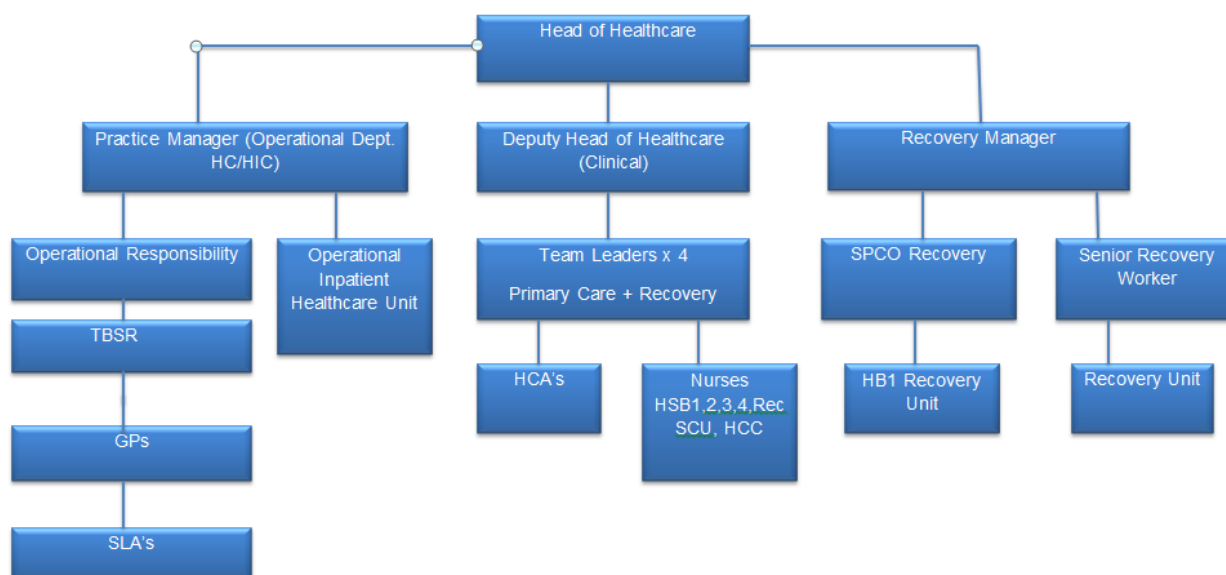 Head of Healthcare
Practice Manager (Operational Dept.
HC/HIC)
Deputy Head of Healthcare
(Clinical)
Recovery Manager
Operational Responsibility
Operational
Inpatient
Healthcare Unit
Team Leaders x 4
Primary Care + Recovery
SPCO Recovery
Senior Recovery
Worker
TBSR
HCA's
Nurses
HSB1,2,3,4,Rec
SCU, HCC
HB1 Recovery
Unit
Recovery Unit
GPs
SLA's